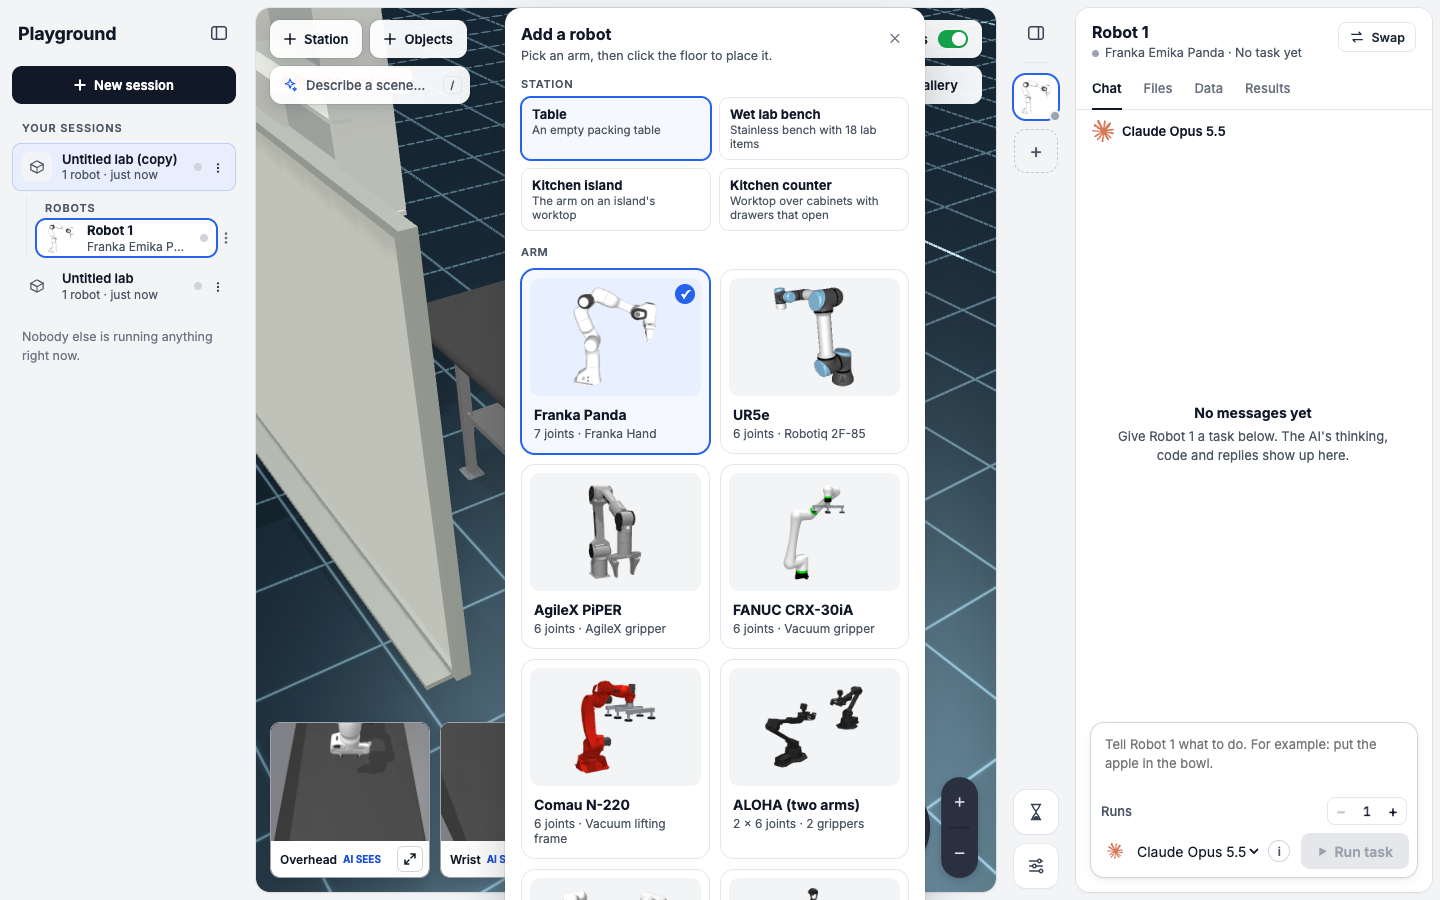 Playground
New session
YOUR SESSIONS
Untitled lab (copy)
1 robot · just now
ROBOTS
Robot 1
Franka Emika P...
Untitled lab
1 robot · just now
Nobody else is running anything
right now.
Station
Objects
Describe a scene...
/
Overhead AI SEES
Wrist
Add a robot
Pick an arm, then click the floor to place it.
STATION
Table
An empty packing table
Wet lab bench
Stainless bench with 18 lab
items
Kitchen island
The arm on an island's
worktop
Kitchen counter
Worktop over cabinets with
drawers that open
ARM
Franka Panda
7 joints · Franka Hand
UR5e
6 joints · Robotiq 2F-85
AgileX PiPER
6 joints · AgileX gripper
FANUC CRX-30iA
6 joints · Vacuum gripper
Comau N-220
6 joints · Vacuum lifting
frame
ALOHA (two arms)
2 × 6 joints · 2 grippers
Robot 1
Franka Emika Panda · No task yet
Swap
Chat
Files
Data
Results
Claude Opus 5.5
No messages yet
Give Robot 1 a task below. The AI's thinking,
code and replies show up here.
Tell Robot 1 what to do. For example: put the
apple in the bowl.
Runs
1
Claude Opus 5.5
Run task